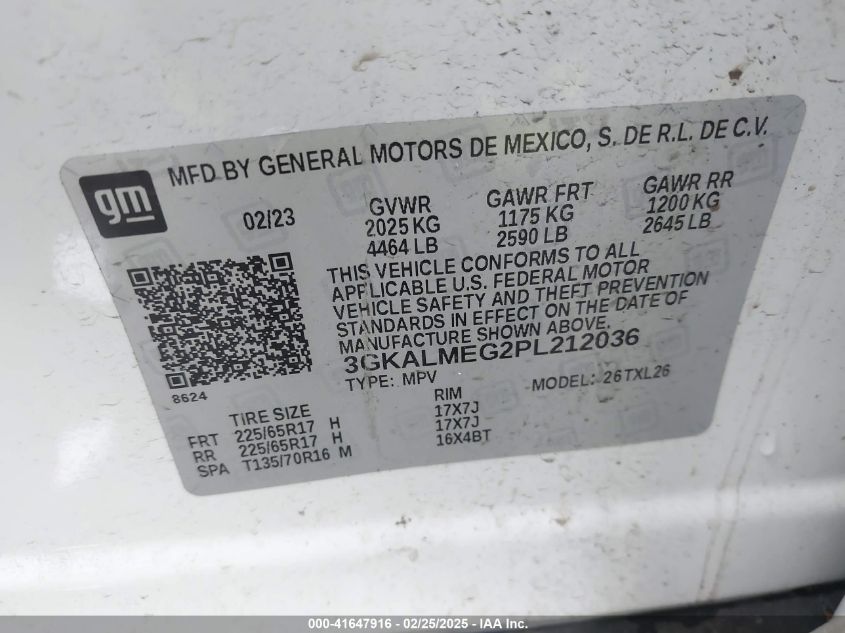 MFD BY GENERAL MOTORS DE MEXICO, S. DE R.L. DE C.V.
gm
02/23
GVWR
2025 KG
4464 LB
GAWR FRT
1175 KG
2590 LB
GAWR RR
1200 KG
2645 LB
THIS VEHICLE CONFORMS TO ALL
APPLICABLE U.S. FEDERAL MOTOR
VEHICLE SAFETY AND THEFT PREVENTION
STANDARDS IN EFFECT ON THE DATE OF
MANUFACTURE SHOWN ABOVE.
3GKALMEG2PL212036
TYPE: MPV MODEL: 26TXL26
8624
TIRE SIZE RIM
FRT 225/65R17 H 17X7J
RR 225/65R17 H 17X7J
SPA T135/70R16 M 16X4BT
000-41647916 - 02/25/2025 - IAA Inc.